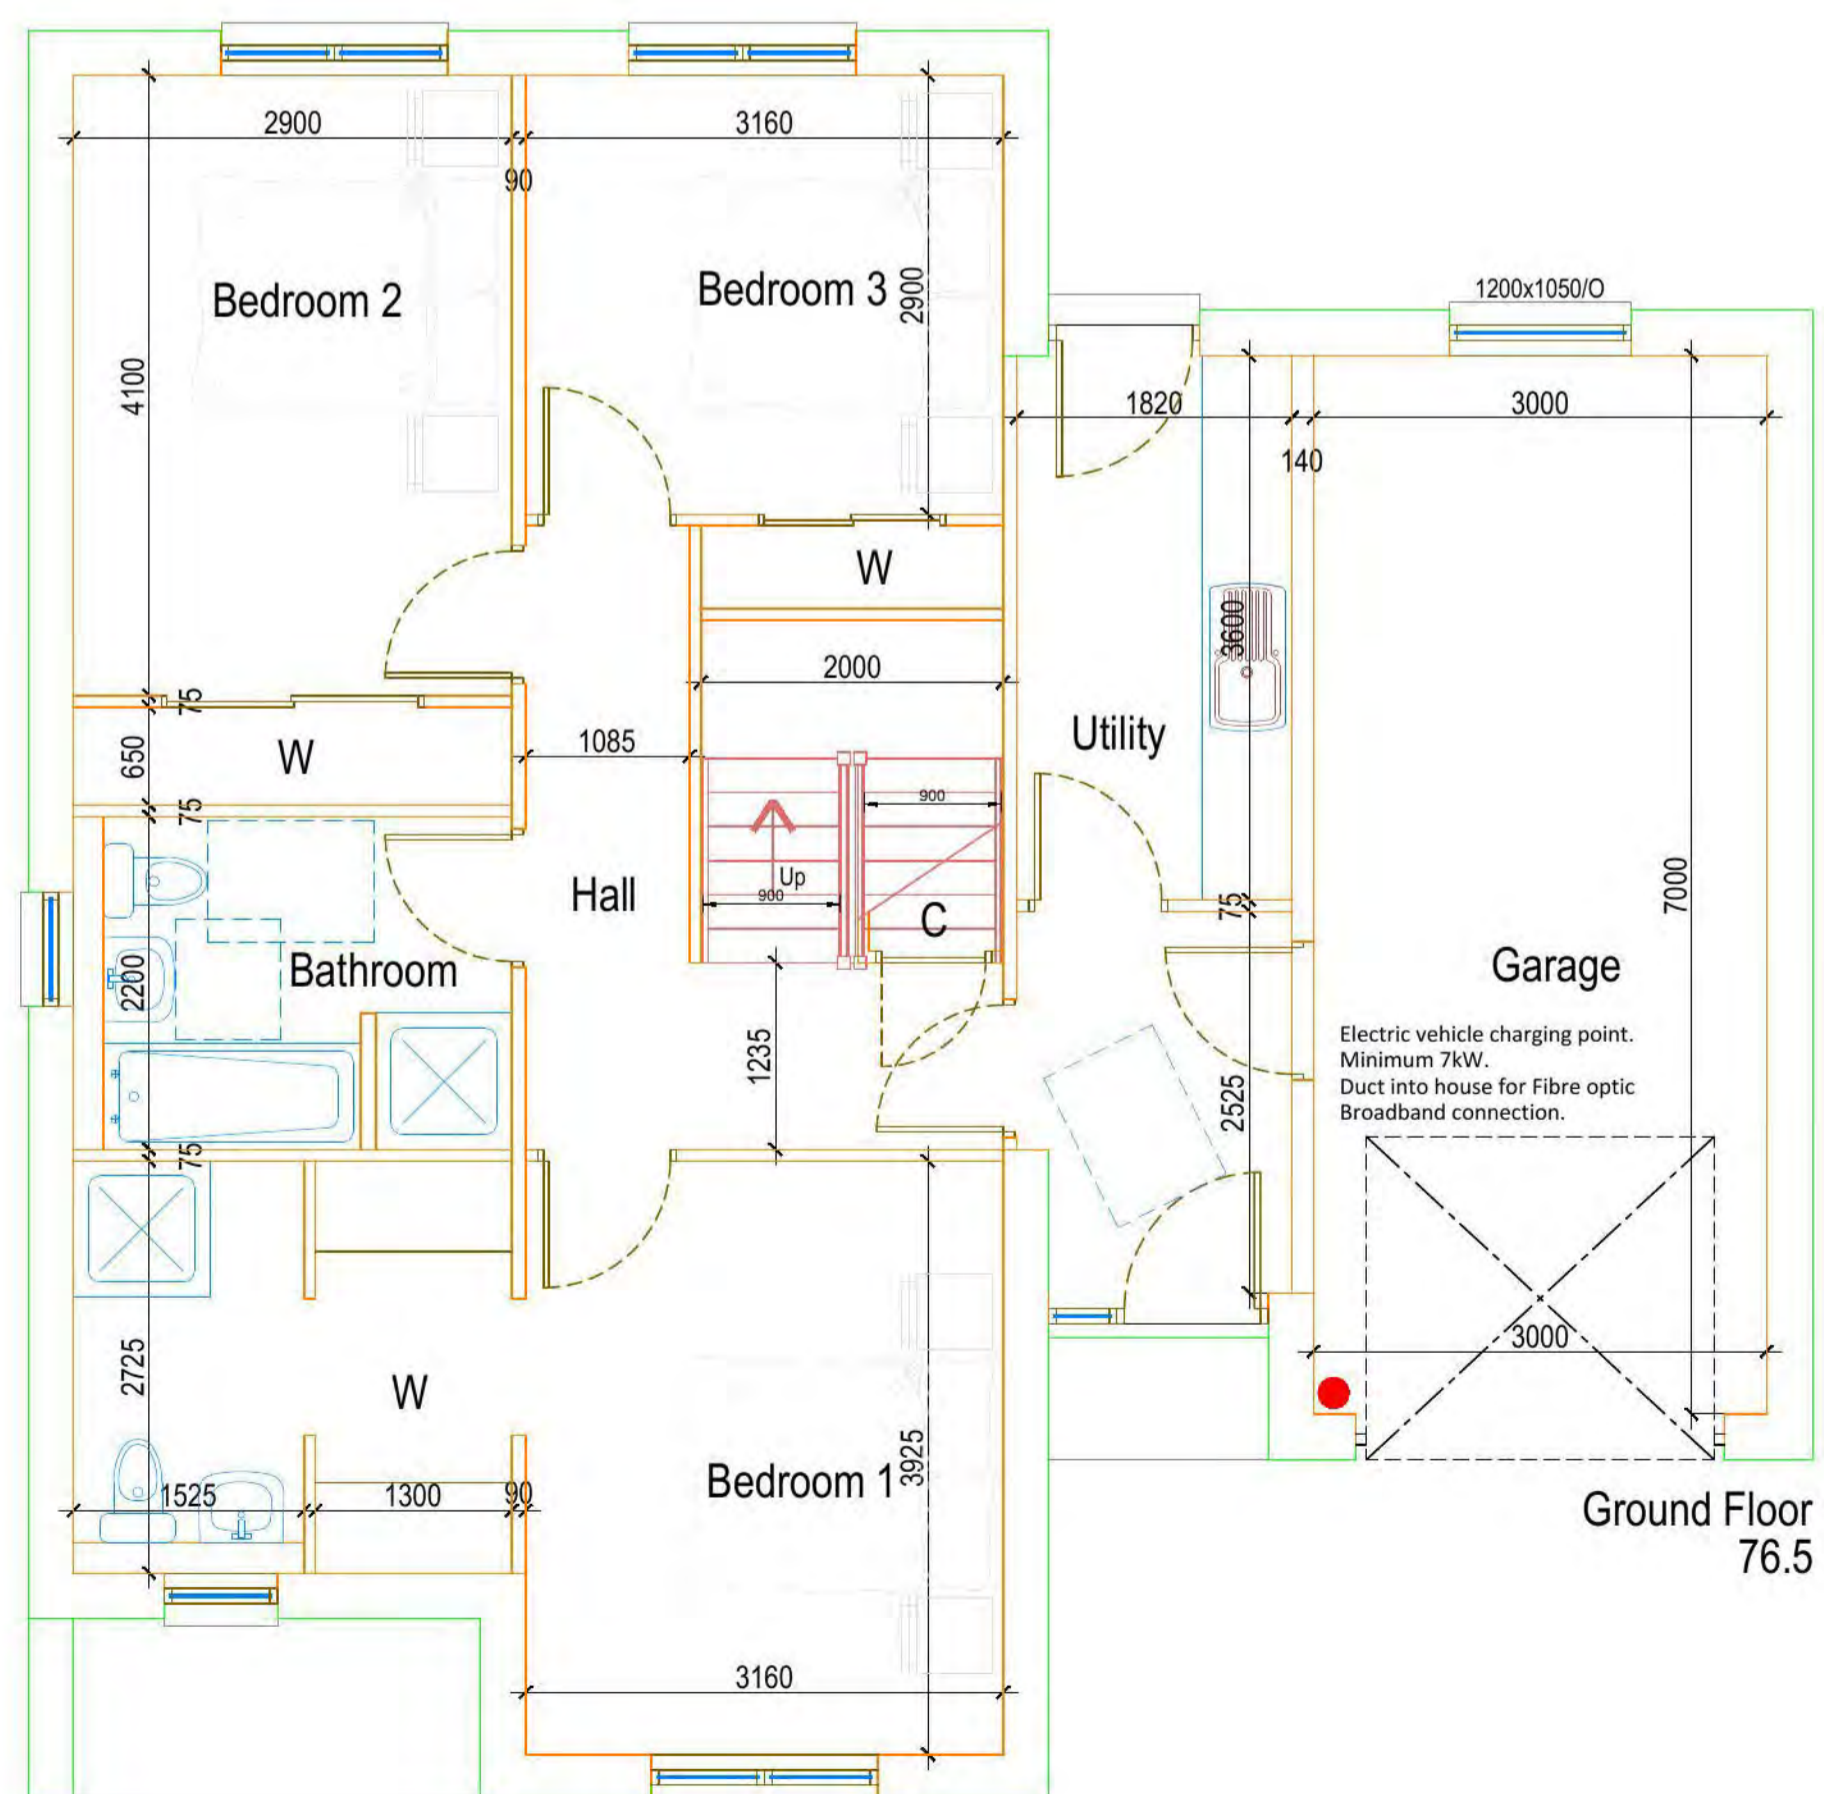 2900
3160
90
Bedroom 2
Bedroom 3
2900
1200x1050/O
4100
1820
3000
140
W
3600
2000
75
Utility
650
W
1085
75
900
Up
900
Hall
C
75
7000
Bathroom
2200
Garage
1235
Electric vehicle charging point.
Minimum 7kW.
Duct into house for Fibre optic
Broadband connection.
2525
75
3000
2725
W
3925
Bedroom 1
1525
1300
90
Ground Floor
76.5
3160